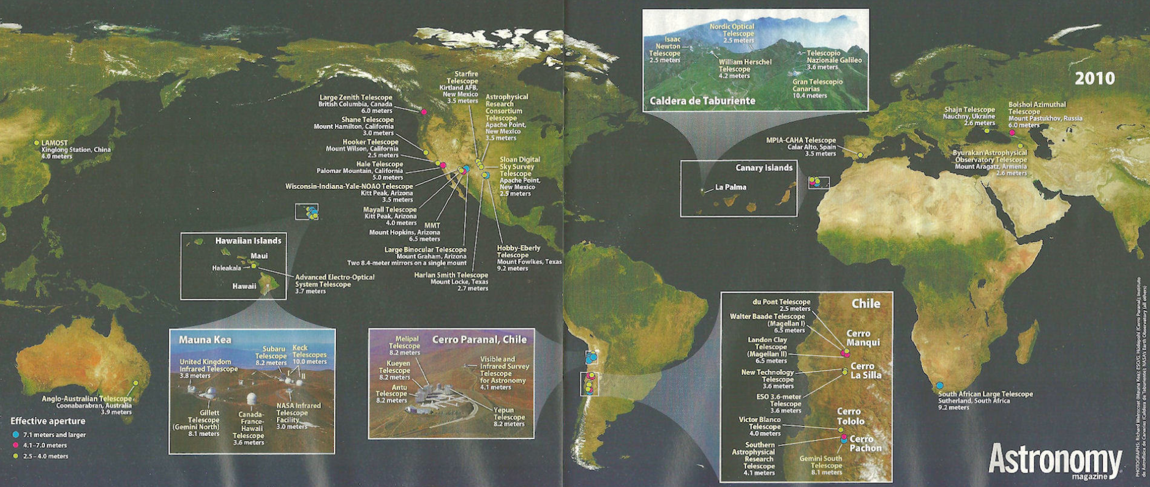 2010
LAMOST
Xinglong Station, China
4.0 meters
Large Zenith Telescope
British Columbia, Canada
6.0 meters
Shane Telescope
Mount Hamilton, California
3.0 meters
Hooker Telescope
Mount Wilson, California
2.5 meters
Hale Telescope
Palomar Mountain, California
5.0 meters
Wisconsin-Indiana-Yale-NOAO Telescope
Kitt Peak, Arizona
3.5 meters
Mayall Telescope
Kitt Peak, Arizona
4.0 meters
MMT
Mount Hopkins, Arizona
6.5 meters
Large Binocular Telescope
Mount Graham, Arizona
Two 8.4-meter mirrors on a single mount
Harlan Smith Telescope
Mount Locke, Texas
2.7 meters
Hobby-Eberly
Telescope
Mount Fowlkes, Texas
9.2 meters
Starfire
Telescope
Kirtland AFB,
New Mexico
3.5 meters
Astrophysical
Research
Consortium
Telescope
Apache Point,
New Mexico
3.5 meters
Sloan Digital
Sky Survey
Telescope
Apache Point,
New Mexico
2.5 meters
Hawaiian Islands
Maui
Haleakala
Hawaii
Advanced Electro-Optical
System Telescope
3.7 meters
Mauna Kea
United Kingdom
Infrared Telescope
3.8 meters
Subaru
Telescope
8.2 meters
Keck
Telescopes
10.0 meters
Gillett
Telescope
(Gemini North)
8.1 meters
Canada-
France-
Hawaii
Telescope
3.6 meters
NASA Infrared
Telescope
Facility
3.0 meters
Cerro Paranal, Chile
Melipal
Telescope
8.2 meters
Kueyen
Telescope
8.2 meters
Antu
Telescope
8.2 meters
Visible and
Infrared Survey
Telescope
for Astronomy
4.1 meters
Yepun
Telescope
8.2 meters
Anglo-Australian Telescope
Coonabarabran, Australia
3.9 meters
Effective aperture
7.1 meters and larger
4.1-7.0 meters
2.5-4.0 meters
Caldera de Taburiente
Isaac
Newton
Telescope
2.5 meters
Nordic Optical
Telescope
2.5 meters
William Herschel
Telescope
4.2 meters
Telescopio
Nazionale Galileo
3.6 meters
Gran Telescopio
Canarias
10.4 meters
Canary Islands
La Palma
MPIA-CAHA Telescope
Calar Alto, Spain
3.5 meters
Shajn Telescope
Nauchny, Ukraine
2.6 meters
Bolshoi Azimuthal
Telescope
Mount Pastukhov, Russia
6.0 meters
Byurakan Astrophysical
Observatory Telescope
Mount Aragatz, Armenia
2.6 meters
Chile
du Pont Telescope
2.5 meters
Walter Baade Telescope
(Magellan I)
6.5 meters
Landon Clay
Telescope
(Magellan II)
6.5 meters
New Technology
Telescope
3.6 meters
ESO 3.6-meter
Telescope
3.6 meters
Victor Blanco
Telescope
4.0 meters
Southern
Astrophysical
Research
Telescope
4.1 meters
Gemini South
Telescope
8.1 meters
Cerro
Manqui
Cerro
La Silla
Cerro
Tololo
Cerro
Pachon
South African Large Telescope
Sutherland, South Africa
9.2 meters
Astronomy
magazine